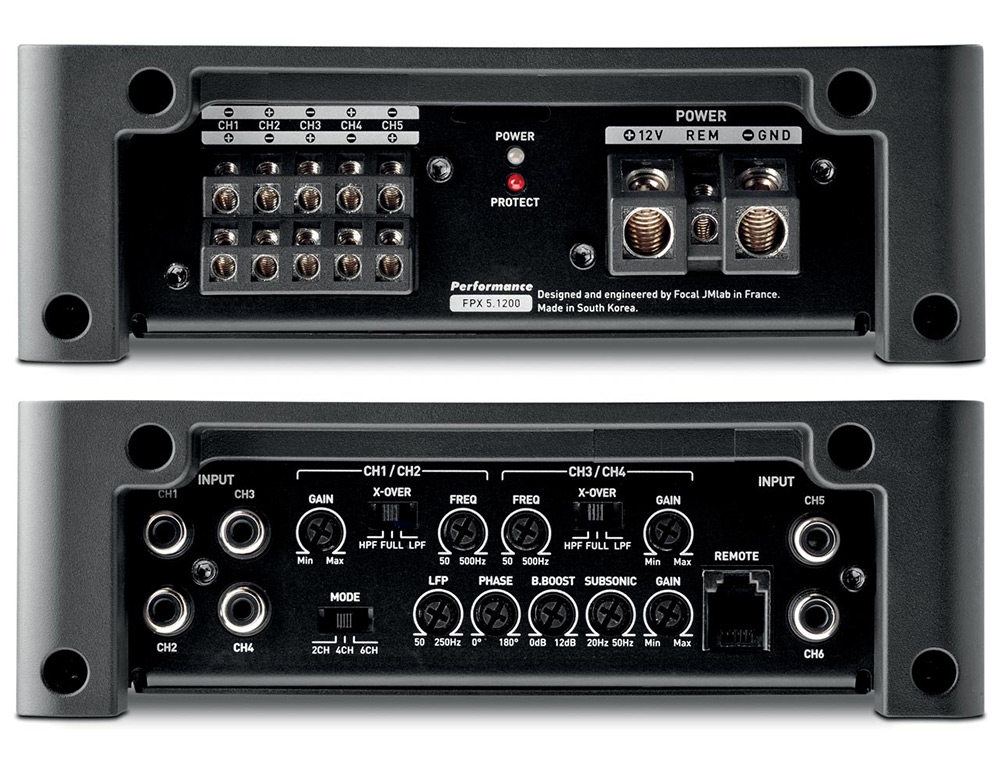 ⊖ ⊕ ⊖ ⊕ ⊖
CH1 CH2 CH3 CH4 CH5
⊕ ⊖ ⊕ ⊖ ⊕
POWER
PROTECT
POWER
⊕12V REM ⊖GND
Performance
FPX 5.1200
Designed and engineered by Focal JMlab in France.
Made in South Korea.
INPUT
CH1 CH3
CH2 CH4
CH1 / CH2
GAIN X-OVER FREQ
HPF FULL LPF
Min Max 50 500Hz
CH3 / CH4
FREQ X-OVER GAIN
HPF FULL LPF
50 500Hz Min Max
MODE
2CH 4CH 6CH
LFP PHASE B.BOOST SUBSONIC GAIN
50 250Hz 0° 180° 0dB 12dB 20Hz 50Hz Min Max
REMOTE
INPUT
CH5
CH6